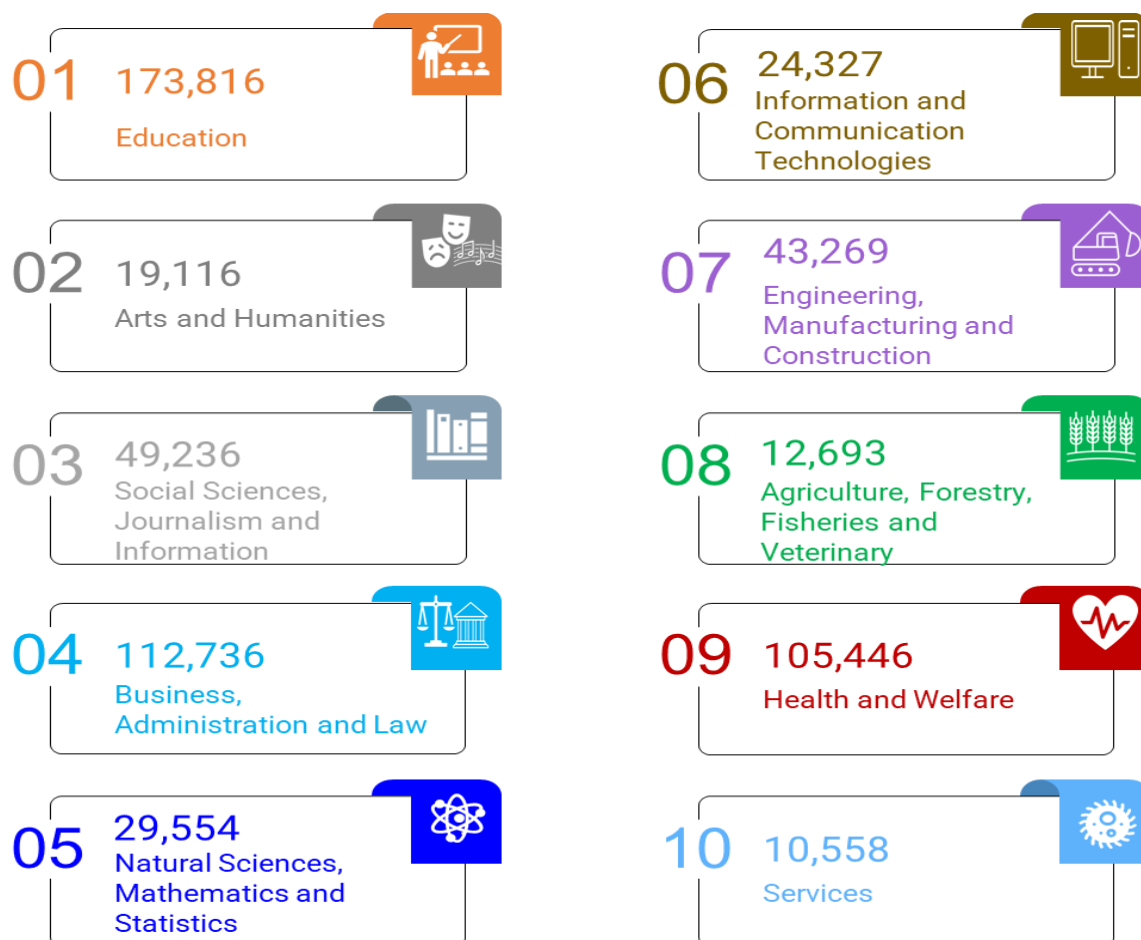 01
173,816
Education
02
19,116
Arts and Humanities
03
49,236
Social Sciences,
Journalism and
Information
04
112,736
Business,
Administration and Law
05
29,554
Natural Sciences,
Mathematics and
Statistics
06
24,327
Information and
Communication
Technologies
07
43,269
Engineering,
Manufacturing and
Construction
08
12,693
Agriculture, Forestry,
Fisheries and
Veterinary
09
105,446
Health and Welfare
10
10,558
Services